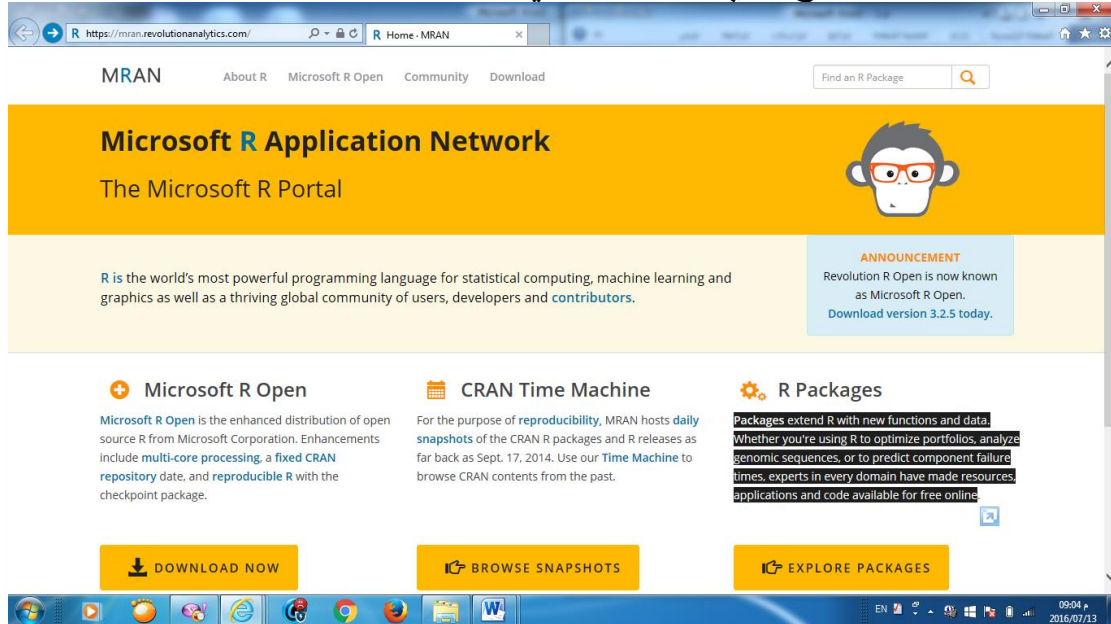 https://mran.revolutionanalytics.com/
R Home - MRAN
MRAN
About R Microsoft R Open Community Download
Find an R Package
Microsoft R Application Network
The Microsoft R Portal
R is the world's most powerful programming language for statistical computing, machine learning and
graphics as well as a thriving global community of users, developers and contributors.
ANNOUNCEMENT
Revolution R Open is now known
as Microsoft R Open.
Download version 3.2.5 today.
Microsoft R Open
Microsoft R Open is the enhanced distribution of open
source R from Microsoft Corporation. Enhancements
include multi-core processing, a fixed CRAN
repository date, and reproducible R with the
checkpoint package.
DOWNLOAD NOW
CRAN Time Machine
For the purpose of reproducibility, MRAN hosts daily
snapshots of the CRAN R packages and R releases as
far back as Sept. 17, 2014. Use our Time Machine to
browse CRAN contents from the past.
BROWSE SNAPSHOTS
R Packages
Packages extend R with new functions and data.
Whether you're using R to optimize portfolios, analyze
genomic sequences, or to predict component failure
times, experts in every domain have made resources,
applications and code available for free online.
EXPLORE PACKAGES
EN
09:04 م
2016/07/13